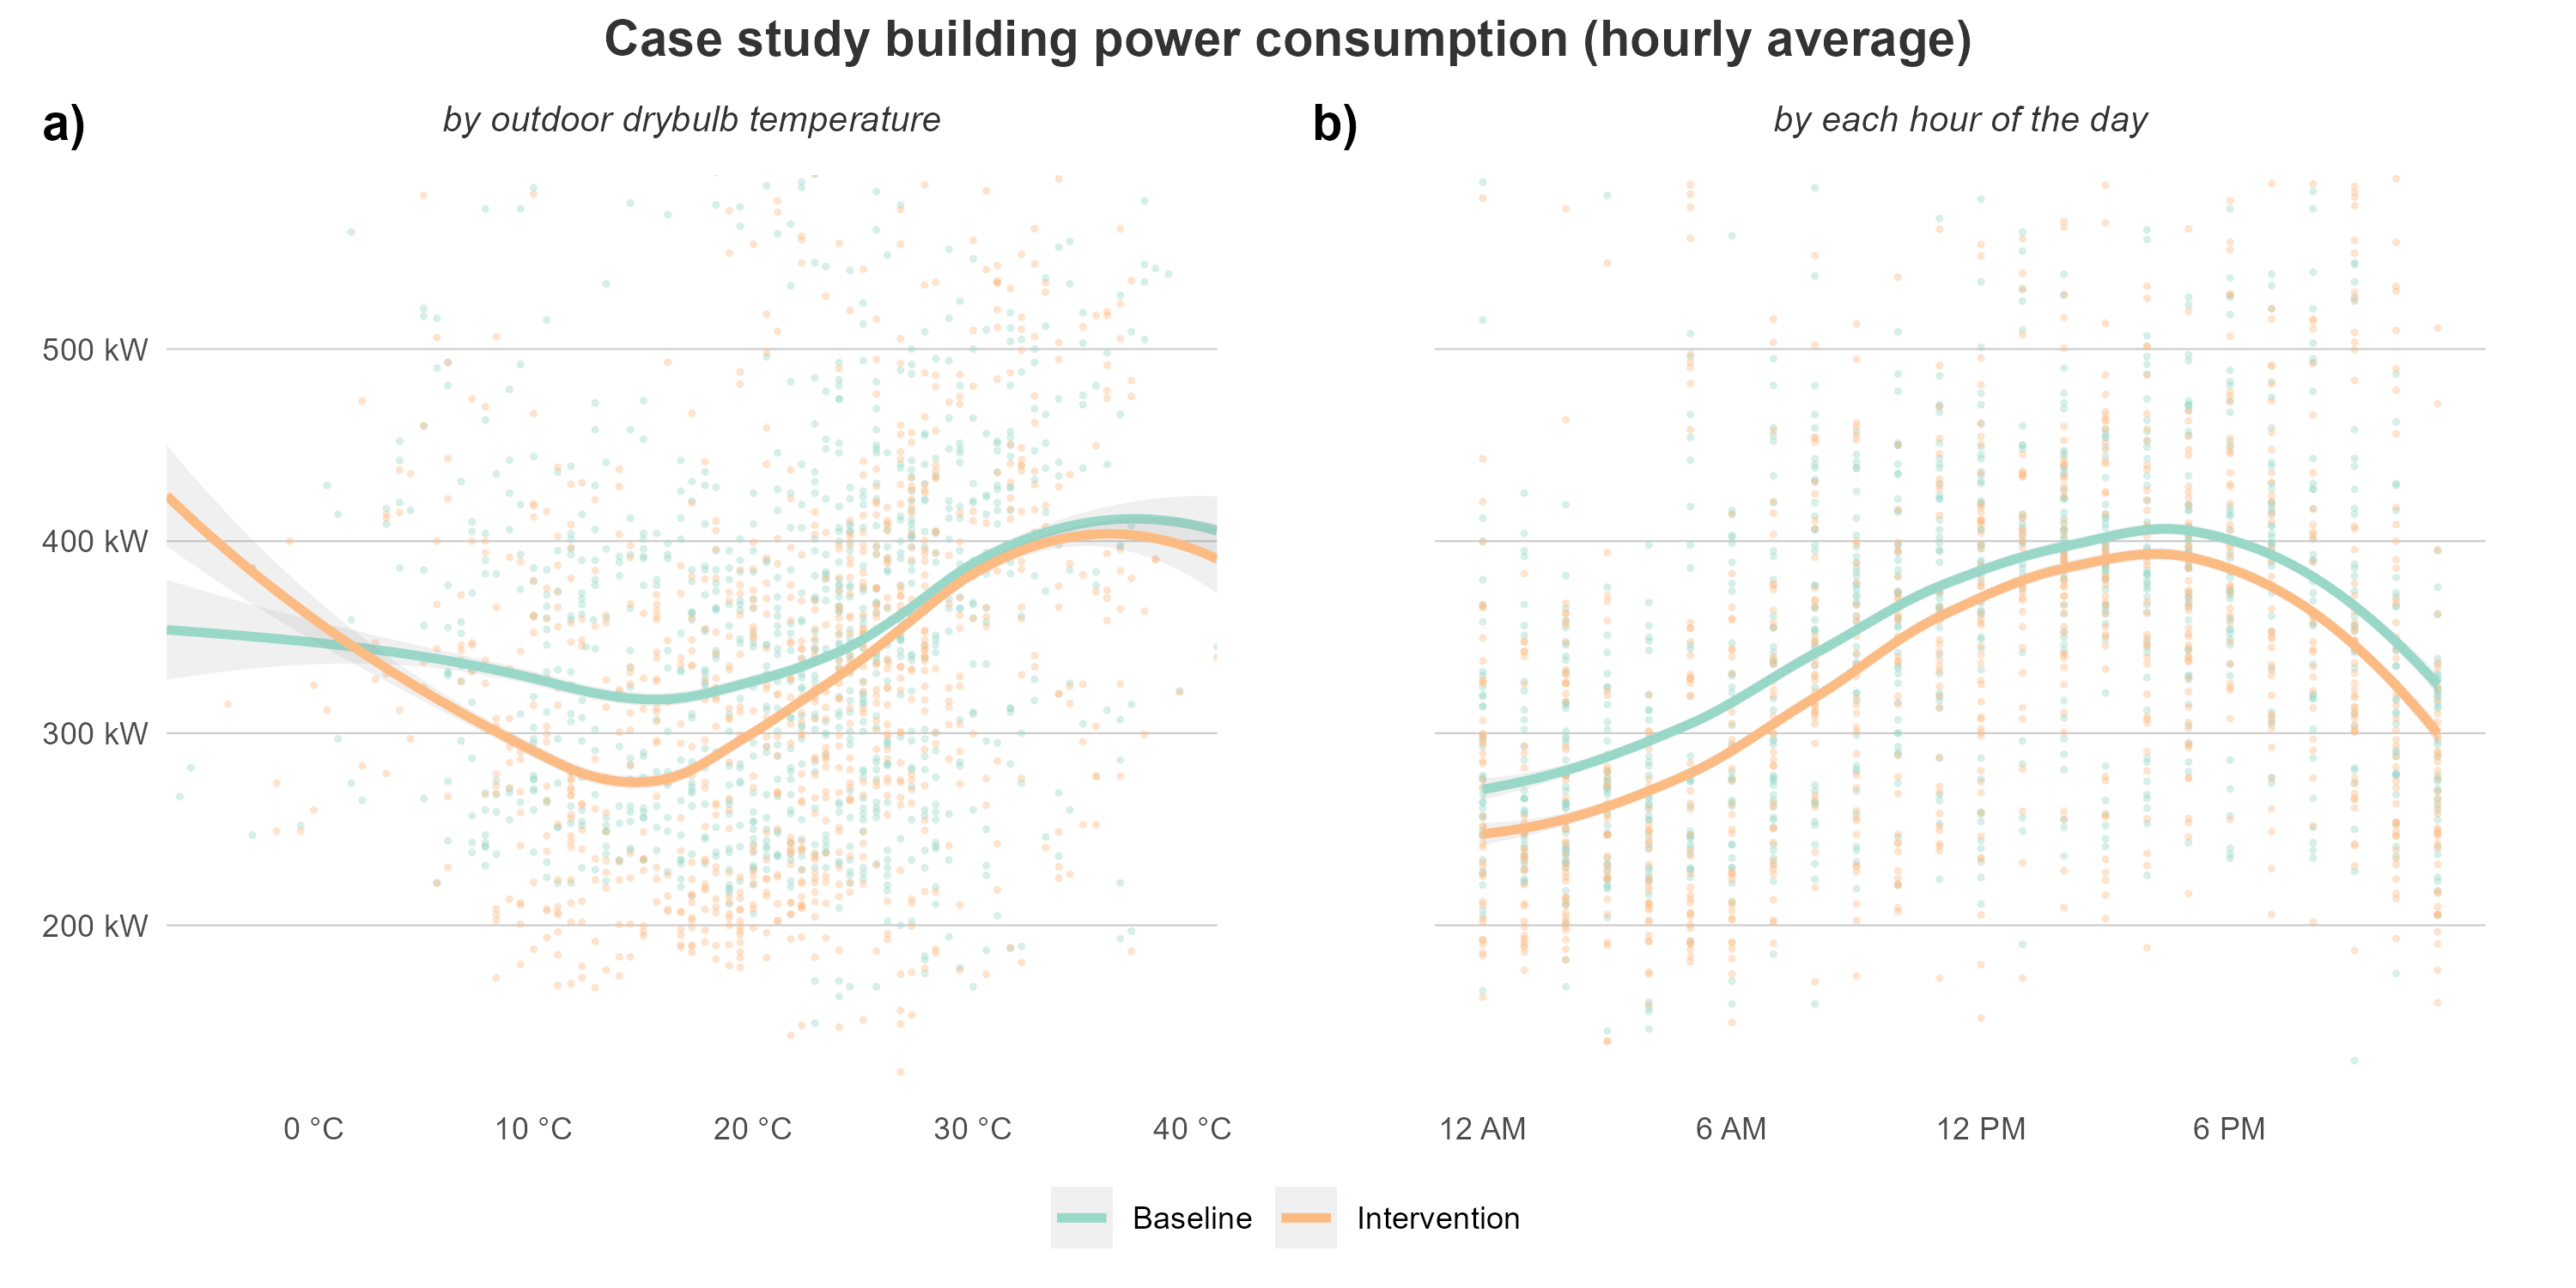 Case study building power consumption (hourly average)
a)
by outdoor drybulb temperature
500 kW
400 kW
300 kW
200 kW
0 °C 10 °C 20 °C 30 °C 40 °C
b)
by each hour of the day
12 AM 6 AM 12 PM 6 PM
Baseline Intervention